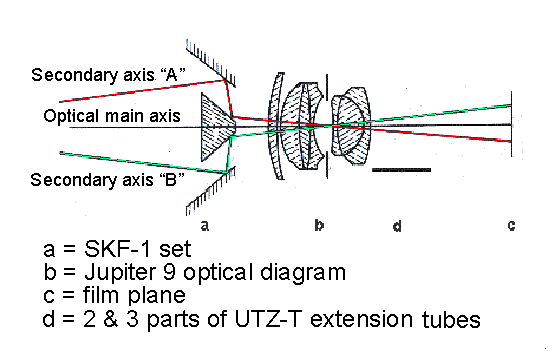 Secondary axis “A”
Optical main axis
Secondary axis “B”
a b d c
a = SKF-1 set
b = Jupiter 9 optical diagram
c = film plane
d = 2 & 3 parts of UTZ-T extension tubes